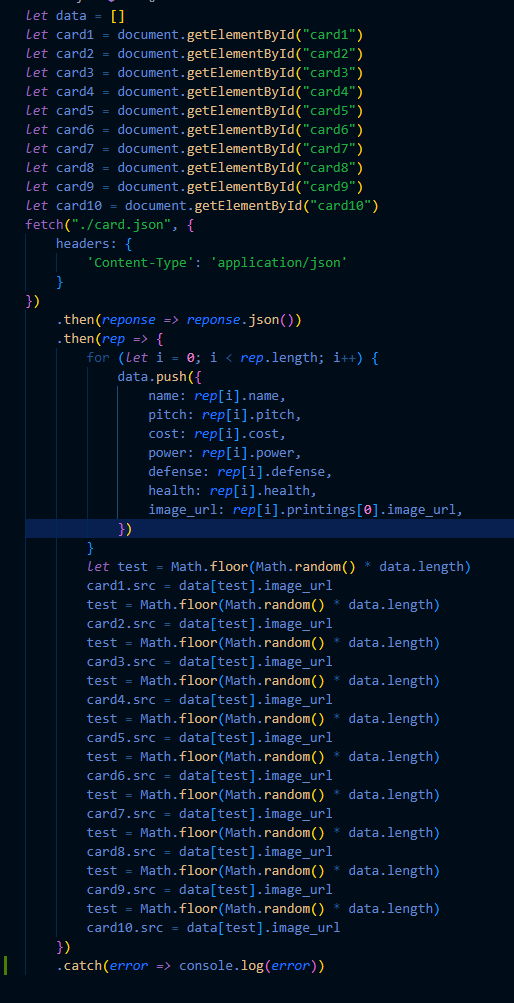 let data = []
let card1 = document.getElementById("card1")
let card2 = document.getElementById("card2")
let card3 = document.getElementById("card3")
let card4 = document.getElementById("card4")
let card5 = document.getElementById("card5")
let card6 = document.getElementById("card6")
let card7 = document.getElementById("card7")
let card8 = document.getElementById("card8")
let card9 = document.getElementById("card9")
let card10 = document.getElementById("card10")
fetch("./card.json", {
    headers: {
        'Content-Type': 'application/json'
    }
})
    .then(reponse => reponse.json())
    .then(rep => {
        for (let i = 0; i < rep.length; i++) {
            data.push({
                name: rep[i].name,
                pitch: rep[i].pitch,
                cost: rep[i].cost,
                power: rep[i].power,
                defense: rep[i].defense,
                health: rep[i].health,
                image_url: rep[i].printings[0].image_url,
            })
        }
        let test = Math.floor(Math.random() * data.length)
        card1.src = data[test].image_url
        test = Math.floor(Math.random() * data.length)
        card2.src = data[test].image_url
        test = Math.floor(Math.random() * data.length)
        card3.src = data[test].image_url
        test = Math.floor(Math.random() * data.length)
        card4.src = data[test].image_url
        test = Math.floor(Math.random() * data.length)
        card5.src = data[test].image_url
        test = Math.floor(Math.random() * data.length)
        card6.src = data[test].image_url
        test = Math.floor(Math.random() * data.length)
        card7.src = data[test].image_url
        test = Math.floor(Math.random() * data.length)
        card8.src = data[test].image_url
        test = Math.floor(Math.random() * data.length)
        card9.src = data[test].image_url
        test = Math.floor(Math.random() * data.length)
        card10.src = data[test].image_url
    })
    .catch(error => console.log(error))